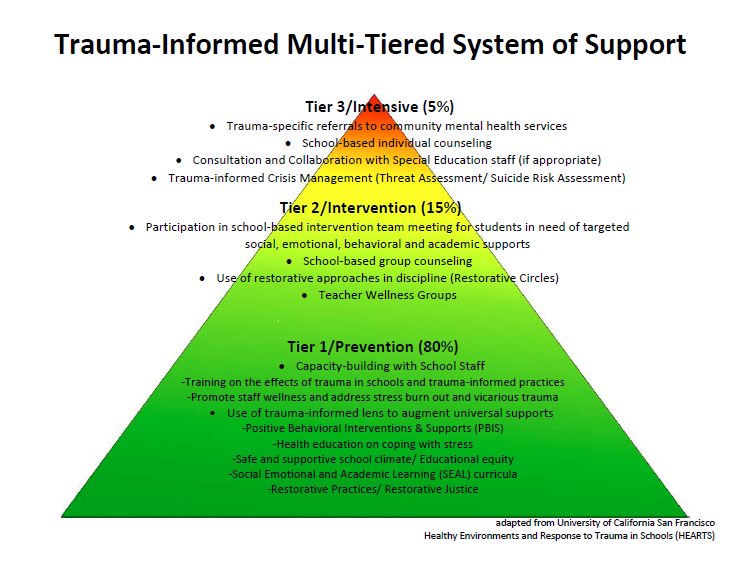 Trauma-Informed Multi-Tiered System of Support
Tier 3/Intensive (5%)
● Trauma-specific referrals to community mental health services
● School-based individual counseling
● Consultation and Collaboration with Special Education staff (if appropriate)
● Trauma-informed Crisis Management (Threat Assessment/ Suicide Risk Assessment)
Tier 2/Intervention (15%)
● Participation in school-based intervention team meeting for students in need of targeted
social, emotional, behavioral and academic supports
● School-based group counseling
● Use of restorative approaches in discipline (Restorative Circles)
● Teacher Wellness Groups
Tier 1/Prevention (80%)
● Capacity-building with School Staff
-Training on the effects of trauma in schools and trauma-informed practices
-Promote staff wellness and address stress burn out and vicarious trauma
● Use of trauma-informed lens to augment universal supports
-Positive Behavioral Interventions & Supports (PBIS)
-Health education on coping with stress
-Safe and supportive school climate/ Educational equity
-Social Emotional and Academic Learning (SEAL) curricula
-Restorative Practices/ Restorative Justice
adapted from University of California San Francisco
Healthy Environments and Response to Trauma in Schools (HEARTS)